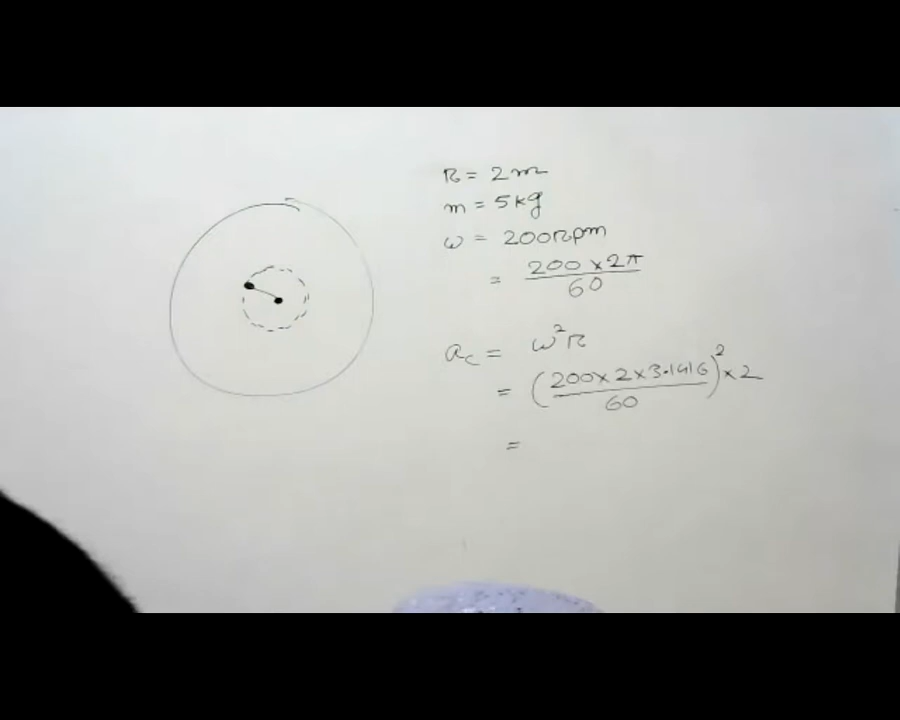 R = 2m
m = 5kg
ω = 200Rpm
= 200 × 2π / 60
a_c = ω²R
= (200 × 2 × 3.1416 / 60)² × 2
=